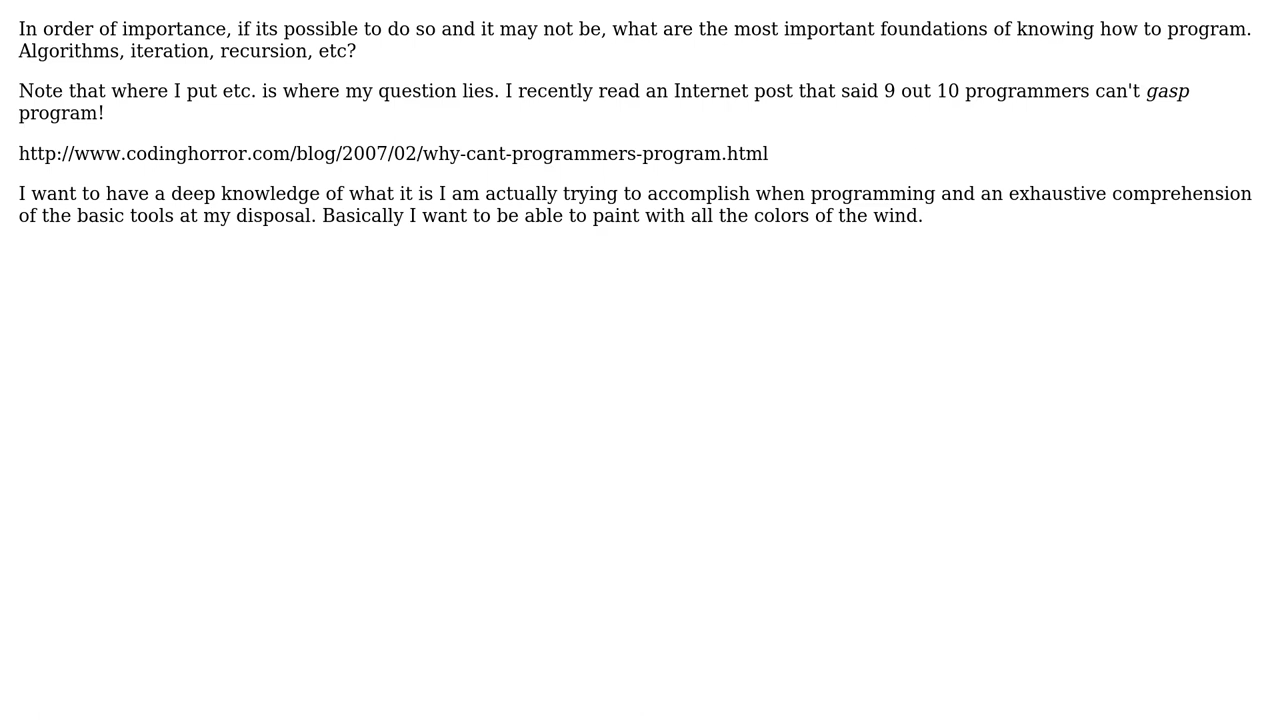 In order of importance, if its possible to do so and it may not be, what are the most important foundations of knowing how to program.
Algorithms, iteration, recursion, etc?
Note that where I put etc. is where my question lies. I recently read an Internet post that said 9 out 10 programmers can't gasp
program!
http://www.codinghorror.com/blog/2007/02/why-cant-programmers-program.html
I want to have a deep knowledge of what it is I am actually trying to accomplish when programming and an exhaustive comprehension
of the basic tools at my disposal. Basically I want to be able to paint with all the colors of the wind.